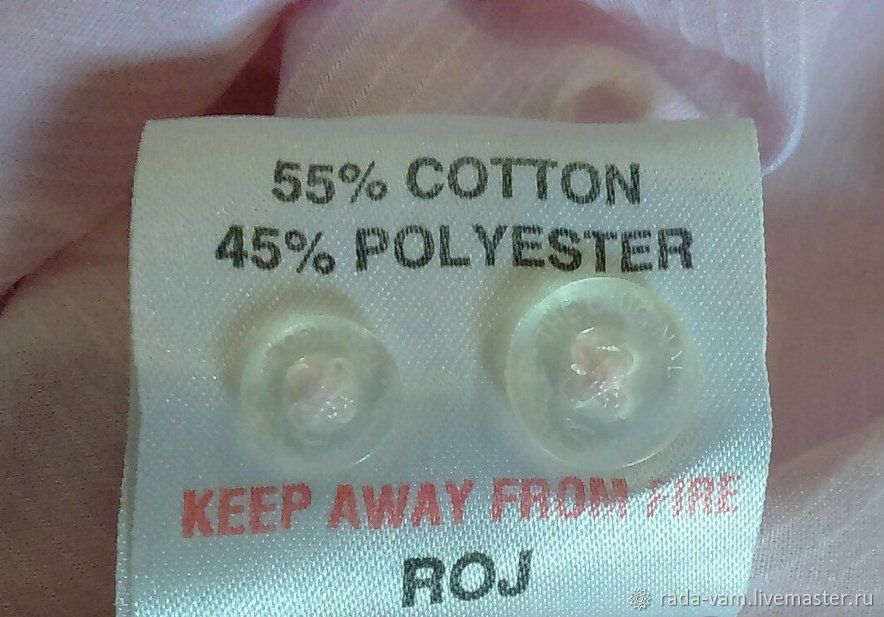 55% COTTON
45% POLYESTER
KEEP AWAY FROM FIRE
ROJ
rada-vam.livemaster.ru